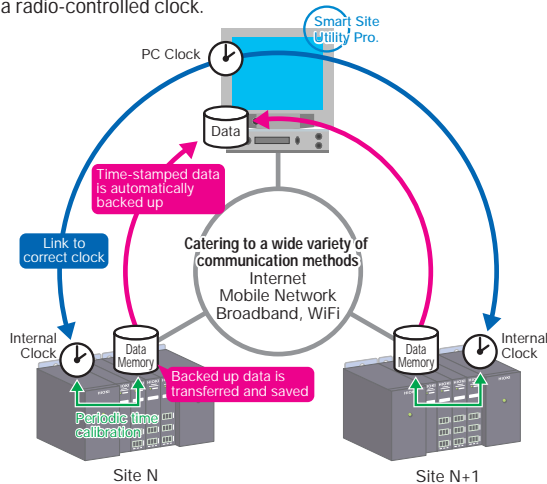 a radio-controlled clock.
Smart Site
Utility Pro.
PC Clock
Data
Time-stamped data
is automatically
backed up
Link to
correct clock
Catering to a wide variety of
communication methods
Internet
Mobile Network
Broadband, WiFi
Internal
Clock
Data
Memory
Backed up data is
transferred and saved
Periodic time
calibration
Data
Memory
Internal
Clock
Site N
Site N+1